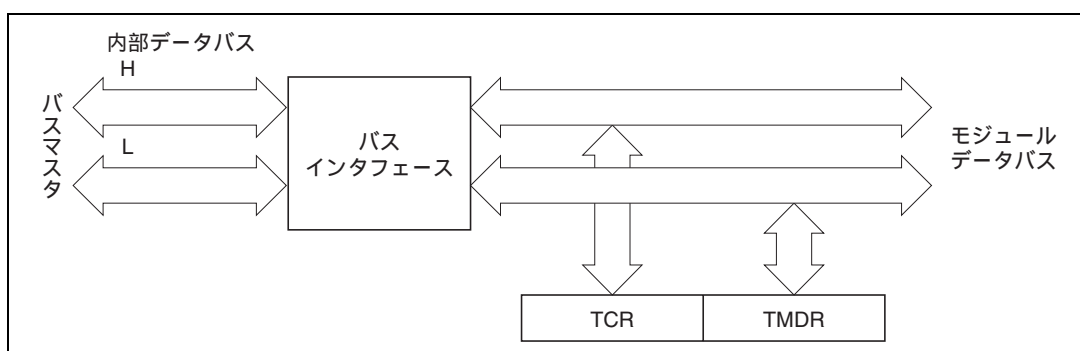 内部データバス
H
バスマスタ
L
バス
インタフェース
モジュール
データバス
TCR
TMDR